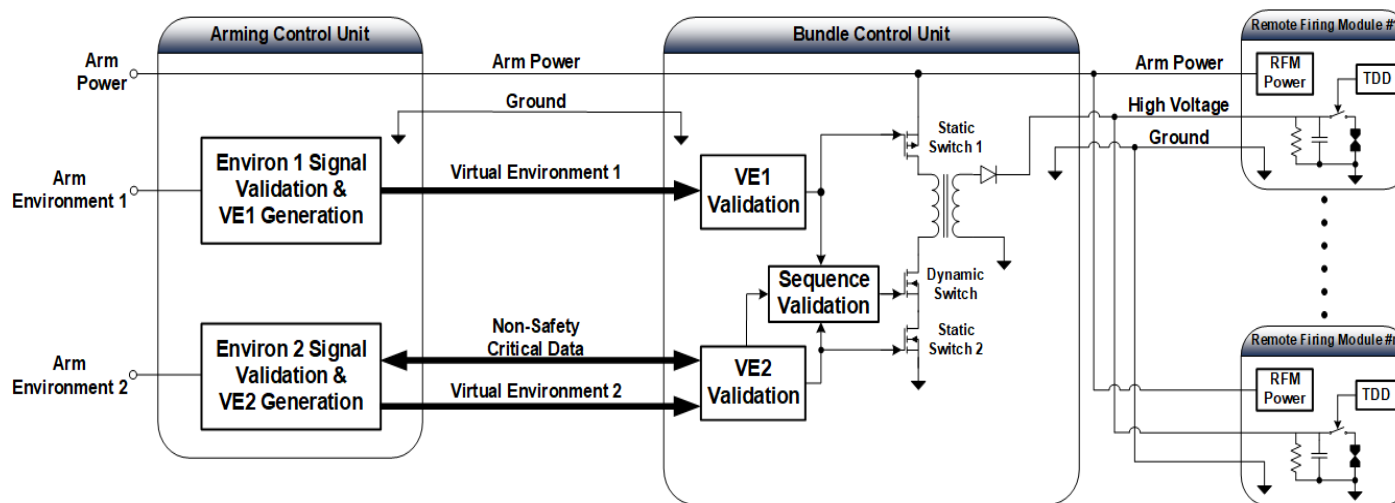 Arming Control Unit
Bundle Control Unit
Remote Firing Module #
Arm
Power
Arm Power
Arm Power
RFM
Power
TDD
Ground
High Voltage
Static
Switch 1
Ground
Arm
Environment 1
Environ 1 Signal
Validation &
VE1 Generation
Virtual Environment 1
VE1
Validation
Sequence
Validation
Dynamic
Switch
Arm
Environment 2
Environ 2 Signal
Validation &
VE2 Generation
Non-Safety
Critical Data
Virtual Environment 2
VE2
Validation
Static
Switch 2
Remote Firing Module #
RFM
Power
TDD